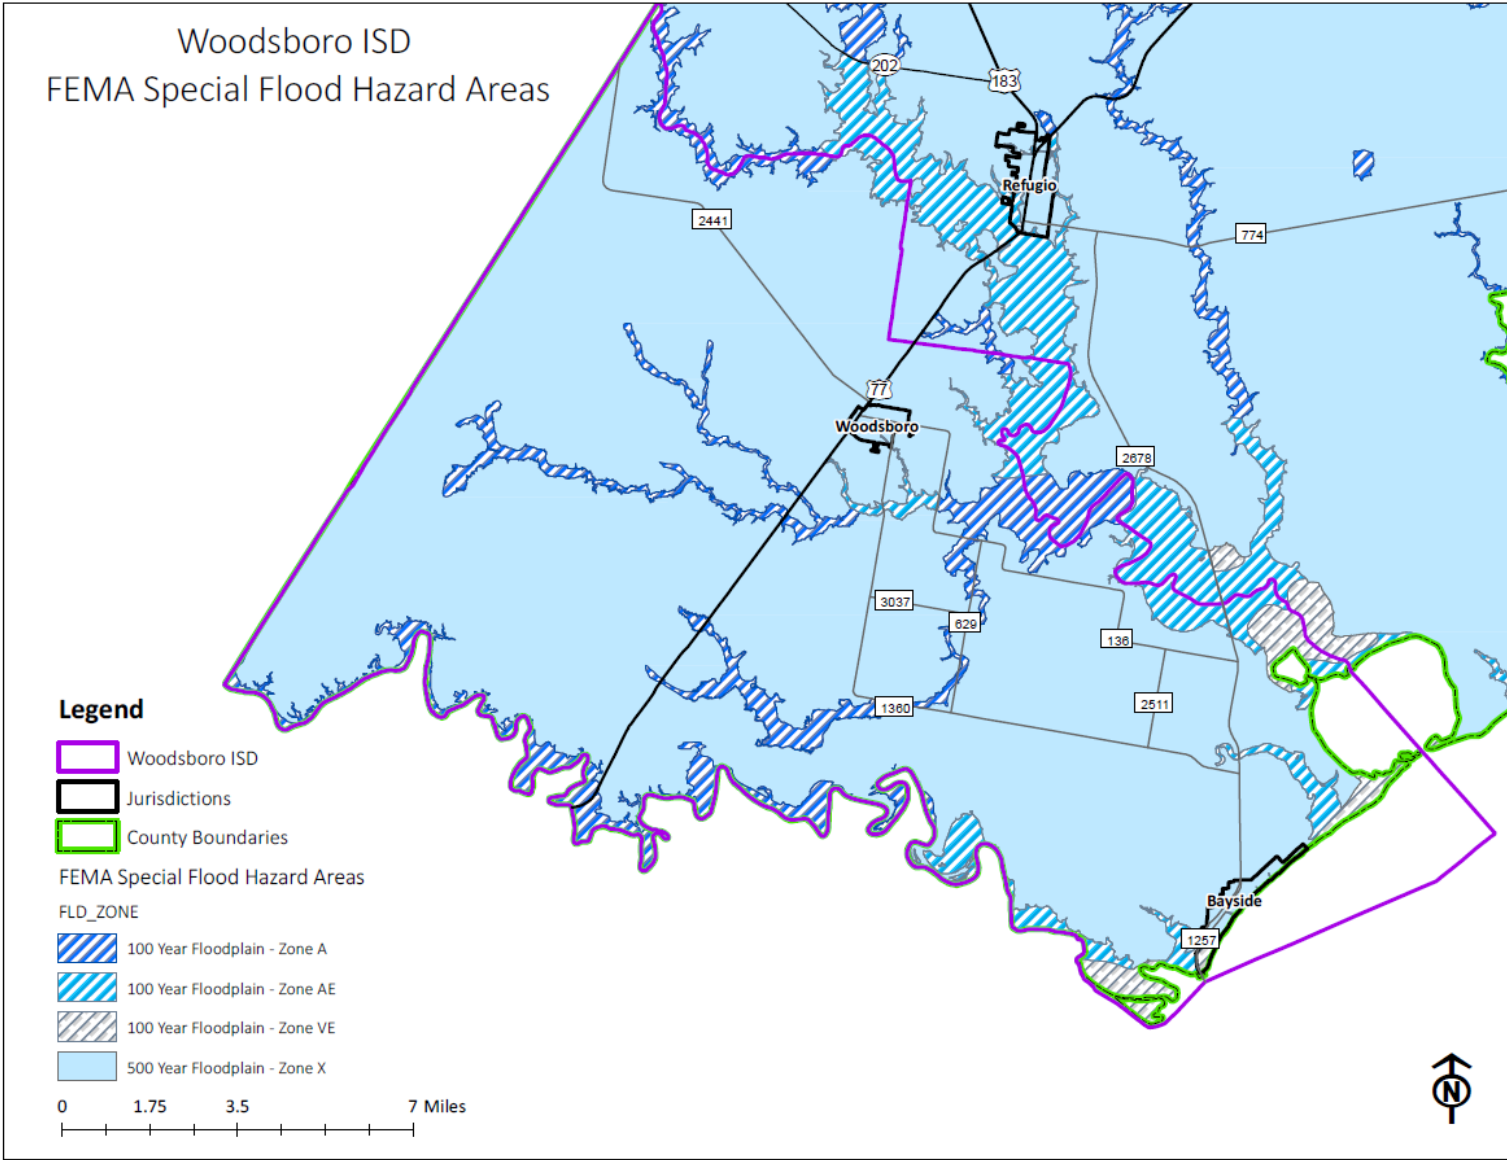 Woodsboro ISD
FEMA Special Flood Hazard Areas
202
183
Refugio
2441
774
77
Woodsboro
2678
3037
629
136
1360
2511
Bayside
1257
Legend
Woodsboro ISD
Jurisdictions
County Boundaries
FEMA Special Flood Hazard Areas
FLD_ZONE
100 Year Floodplain - Zone A
100 Year Floodplain - Zone AE
100 Year Floodplain - Zone VE
500 Year Floodplain - Zone X
0 1.75 3.5 7 Miles
N